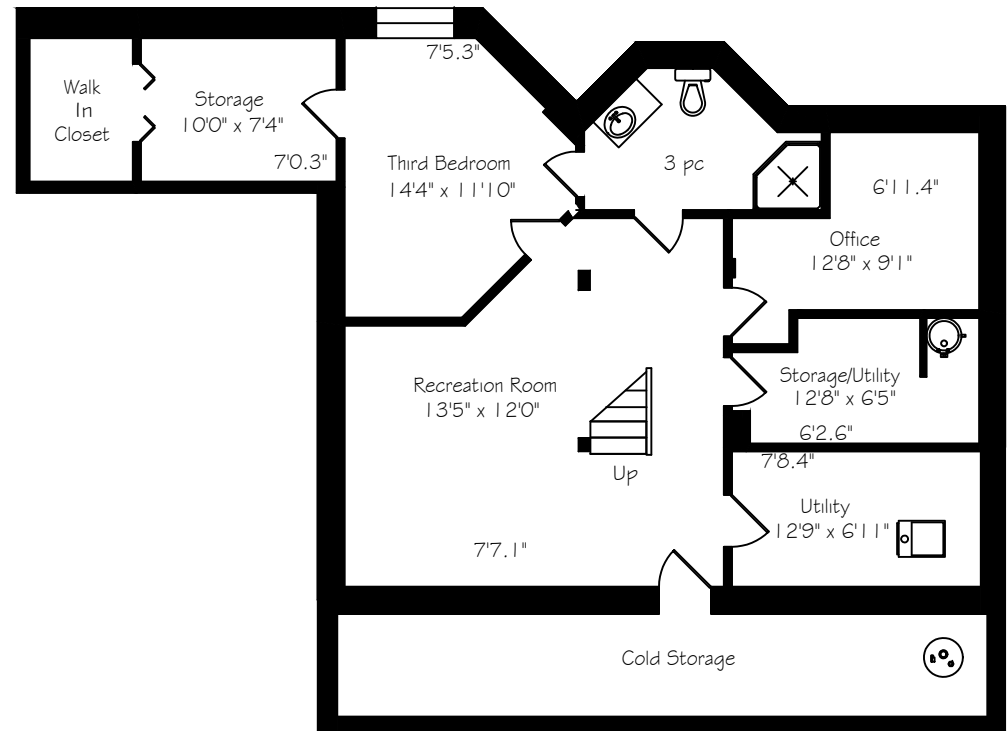 7'5.3"
Walk
In
Closet
Storage
10'0" x 7'4"
7'0.3"
Third Bedroom
14'4" x 11'10"
3 pc
6'11.4"
Office
12'8" x 9'1"
Recreation Room
13'5" x 12'0"
Storage/Utility
12'8" x 6'5"
6'2.6"
7'8.4"
Up
Utility
12'9" x 6'11"
7'7.1"
Cold Storage